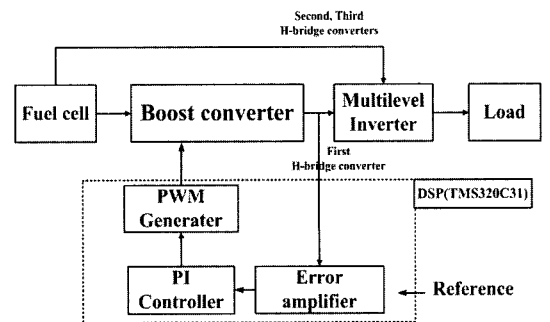 Second, Third
H-bridge converters
Fuel cell
Boost converter
Multilevel
Inverter
Load
First
H-bridge converter
PWM
Generater
DSP(TMS320C31)
PI
Controller
Error
amplifier
Reference